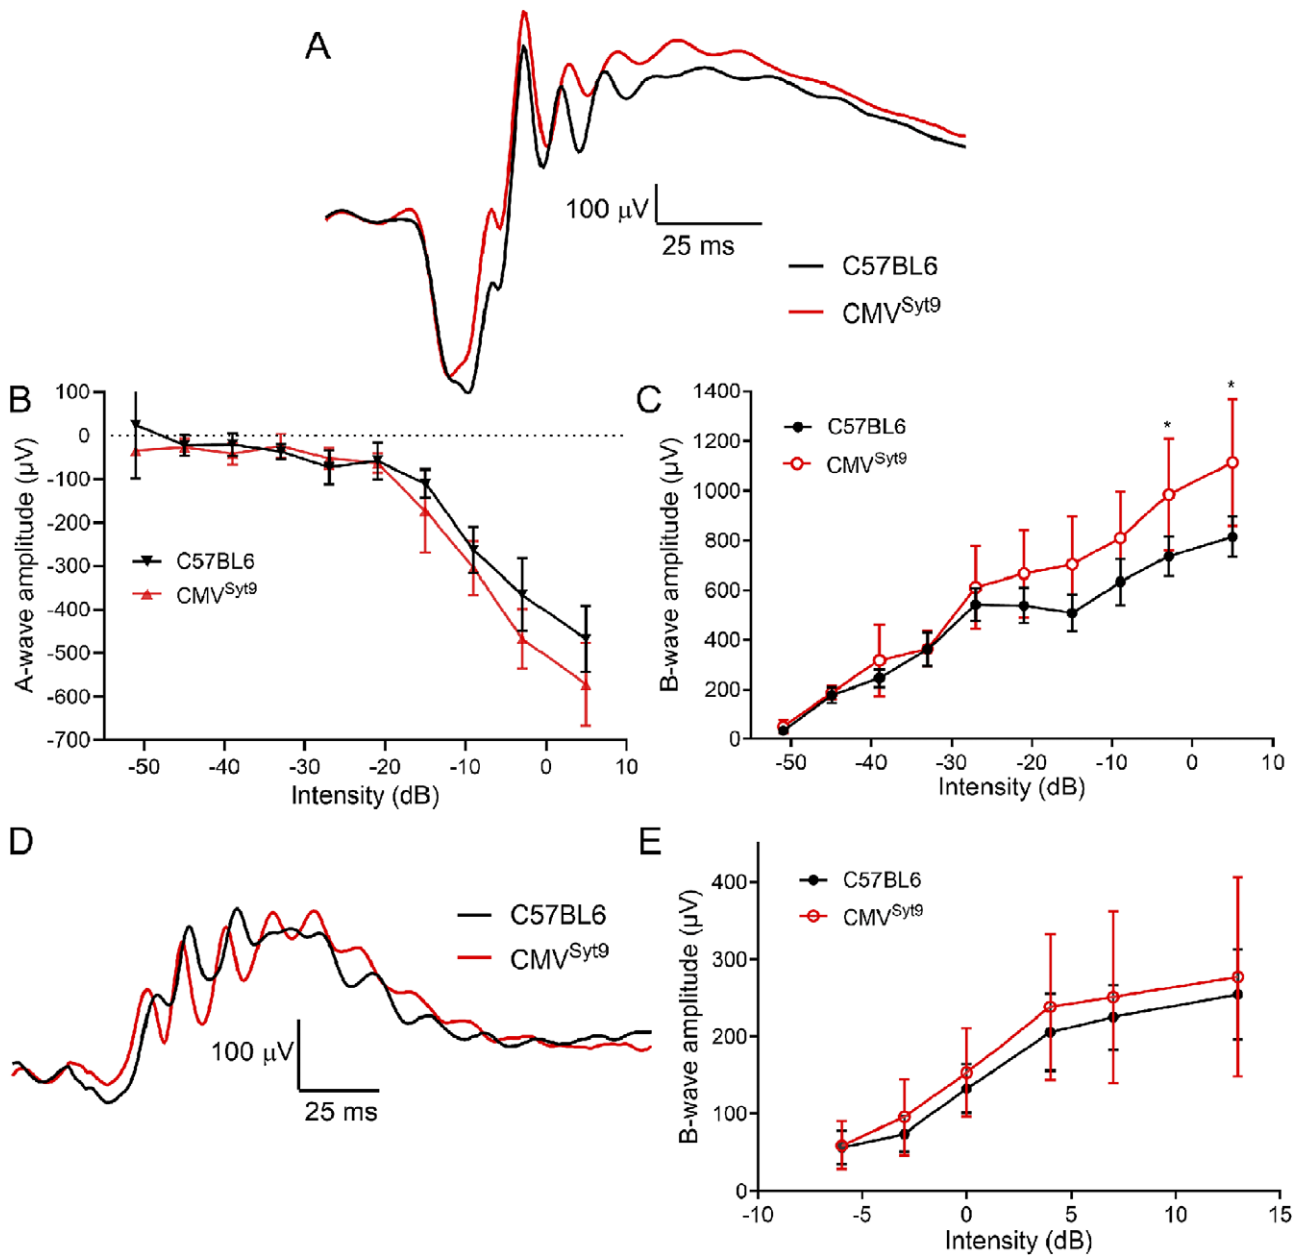 A
100 µV
25 ms
C57BL6
CMVSyt9
B
100
0
-100
-200
-300
-400
-500
-600
-700
A-wave amplitude (µV)
C57BL6
CMVSyt9
-50
-40
-30
-20
-10
0
10
Intensity (dB)
C
1400
1200
1000
800
600
400
200
0
B-wave amplitude (µV)
C57BL6
CMVSyt9
*
*
-50
-40
-30
-20
-10
0
10
Intensity (dB)
D
C57BL6
CMVSyt9
100 µV
25 ms
E
400
300
200
100
0
B-wave amplitude (µV)
C57BL6
CMVSyt9
-10
-5
0
5
10
15
Intensity (dB)